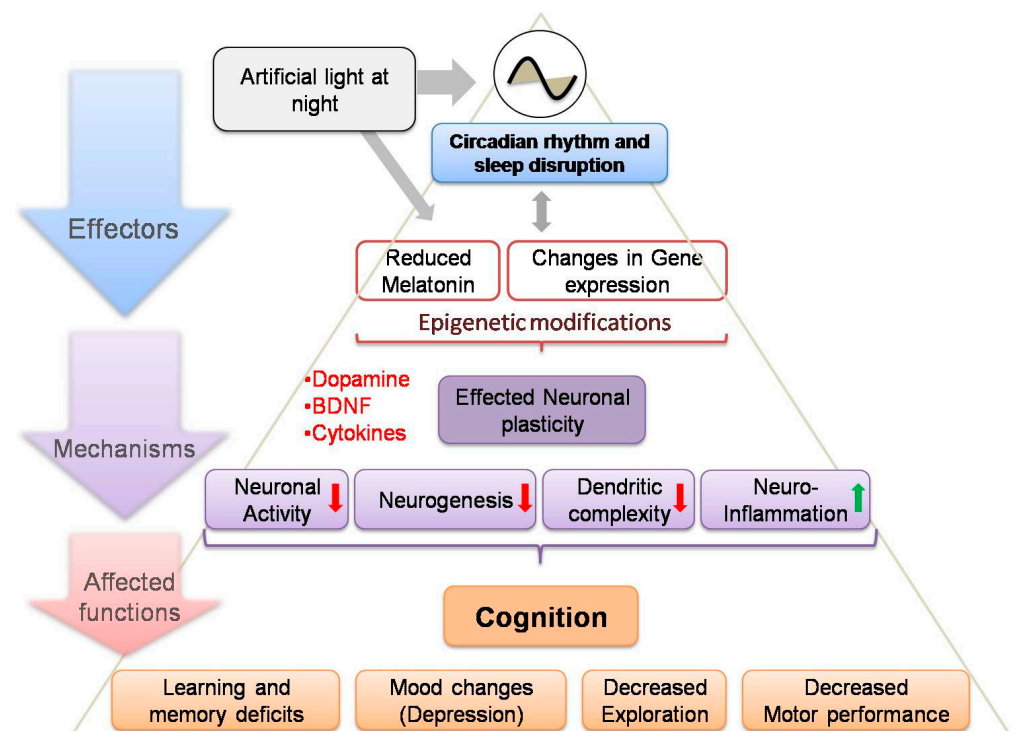 Artificial light at
night
Circadian rhythm and
sleep disruption
Effectors
Reduced
Melatonin
Changes in Gene
expression
Epigenetic modifications
▪Dopamine
▪BDNF
▪Cytokines
Effected Neuronal
plasticity
Mechanisms
Neuronal
Activity
Neurogenesis
Dendritic
complexity
Neuro-
Inflammation
Affected
functions
Cognition
Learning and
memory deficits
Mood changes
(Depression)
Decreased
Exploration
Decreased
Motor performance